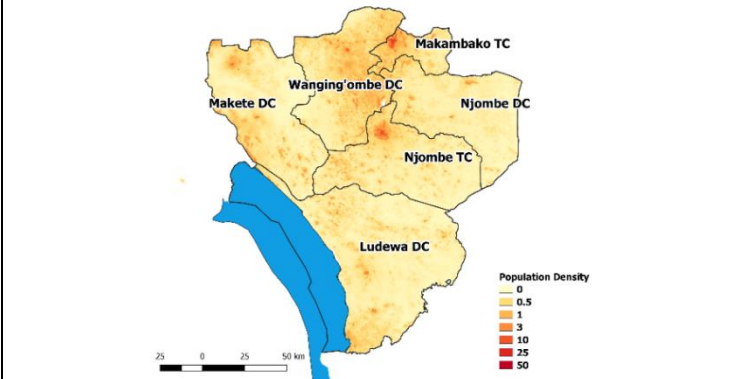 Makambako TC
Wanging'ombe DC
Makete DC
Njombe DC
Njombe TC
Ludewa DC
Population Density
0
0.5
1
3
10
25
50
25 0 25 50 km